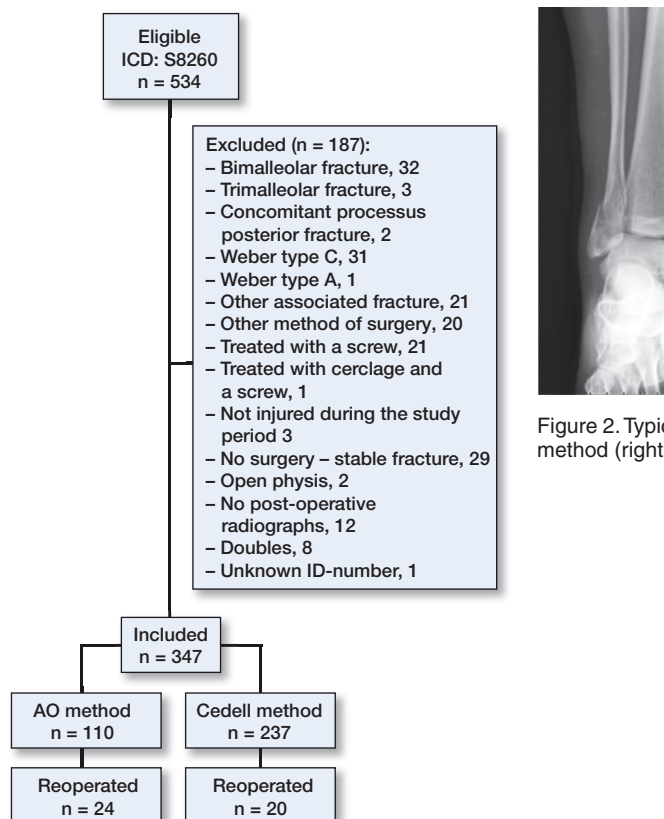 Eligible
ICD: S8260
n = 534
Excluded (n = 187):
– Bimalleolar fracture, 32
– Trimalleolar fracture, 3
– Concomitant processus
posterior fracture, 2
– Weber type C, 31
– Weber type A, 1
– Other associated fracture, 21
– Other method of surgery, 20
– Treated with a screw, 21
– Treated with cerclage and
a screw, 1
– Not injured during the study
period 3
– No surgery – stable fracture, 29
– Open physis, 2
– No post-operative
radiographs, 12
– Doubles, 8
– Unknown ID-number, 1
Included
n = 347
AO method
n = 110
Cedell method
n = 237
Reoperated
n = 24
Reoperated
n = 20
Figure 2. Typic
method (right